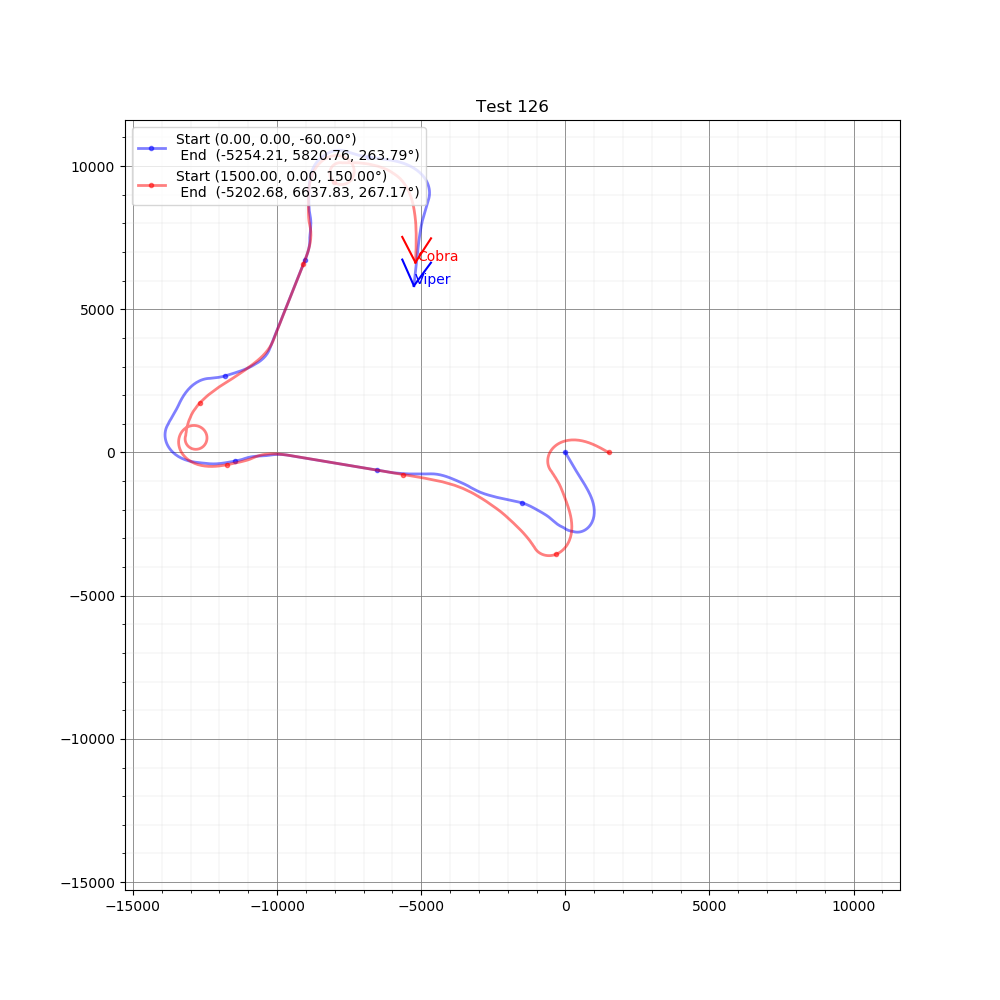 Test 126
Start (0.00, 0.00, -60.00°)
End (-5254.21, 5820.76, 263.79°)
Start (1500.00, 0.00, 150.00°)
End (-5202.68, 6637.83, 267.17°)
Cobra
Viper
10000
5000
0
−5000
−10000
−15000
−15000
−10000
−5000
0
5000
10000